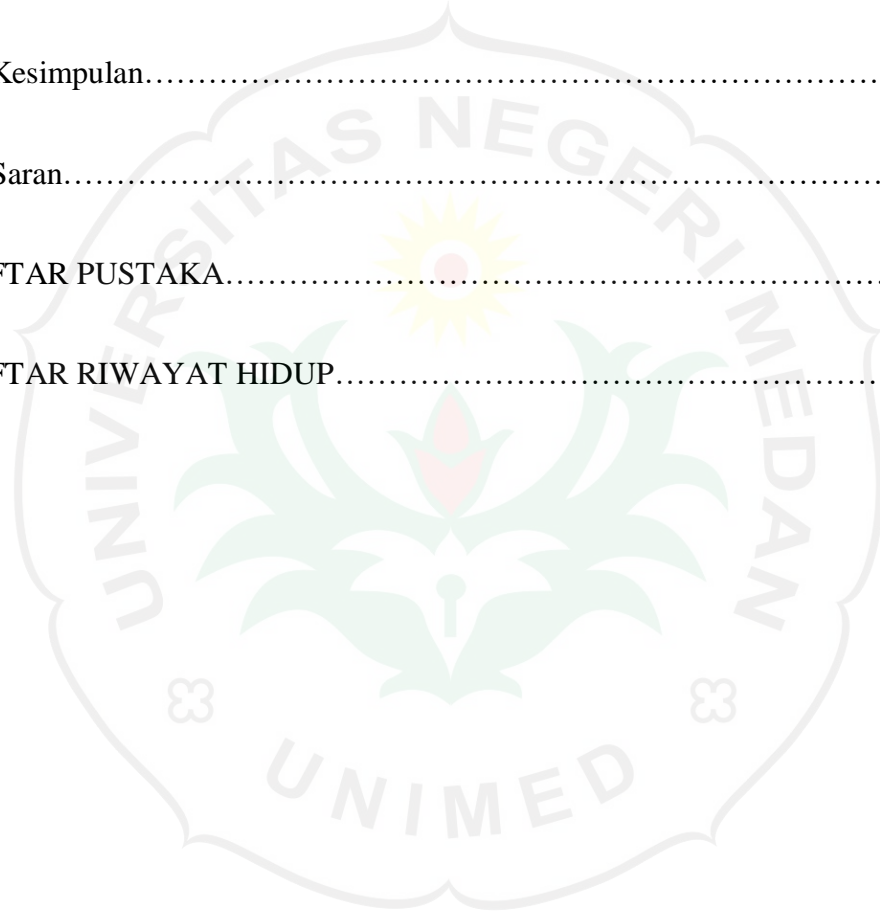 Kesimpulan……………………………………………………………………
Saran……………………………………………………………………………
FTAR PUSTAKA………………………………………………………………
FTAR RIWAYAT HIDUP……………………………………………………
UNIVERSITAS NEGERI MEDAN
UNIMED